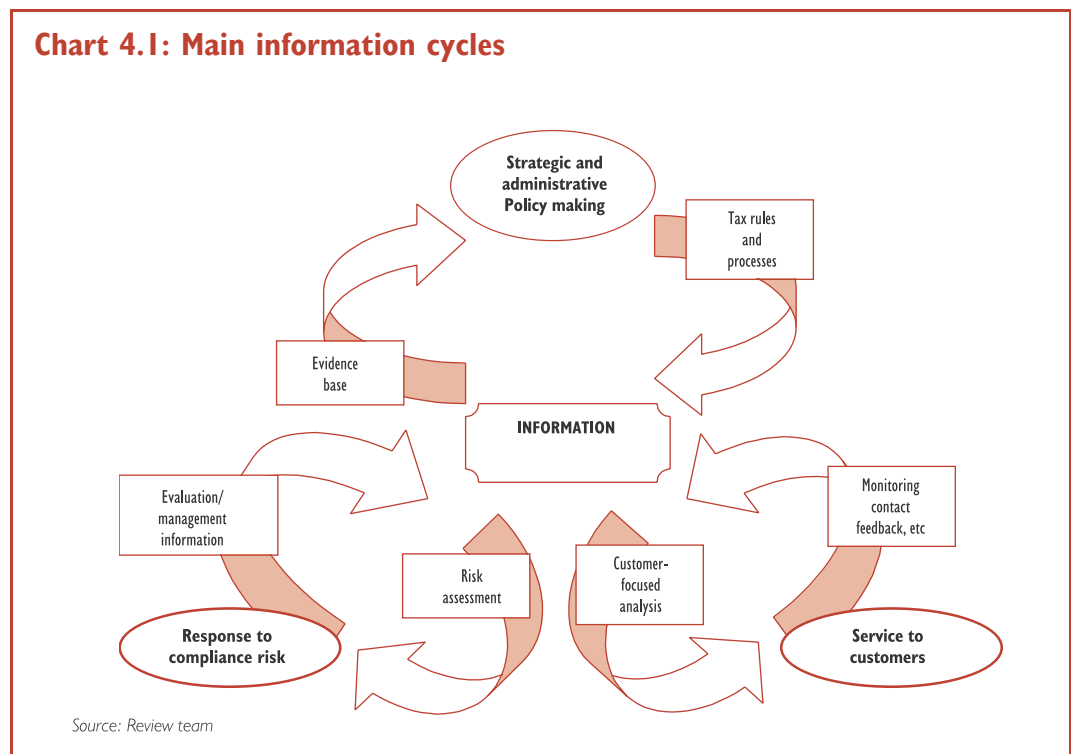 Chart 4.1: Main information cycles
Strategic and
administrative
Policy making
Tax rules
and
processes
Evidence
base
INFORMATION
Evaluation/
management
information
Monitoring
contact
feedback, etc
Risk
assessment
Customer-
focused
analysis
Response to
compliance risk
Service to
customers
Source: Review team